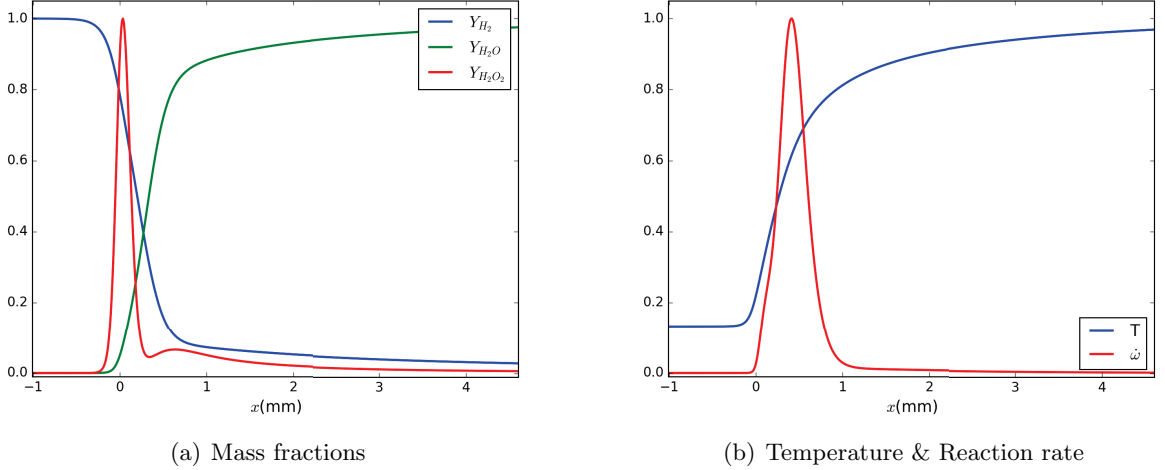 1.0
0.8
0.6
0.4
0.2
0.0
−1 0 1 2 3 4
x(mm)
Y_{H_2}
Y_{H_2O}
Y_{H_2O_2}
(a) Mass fractions
1.0
0.8
0.6
0.4
0.2
0.0
−1 0 1 2 3 4
x(mm)
T
ω̇
(b) Temperature & Reaction rate